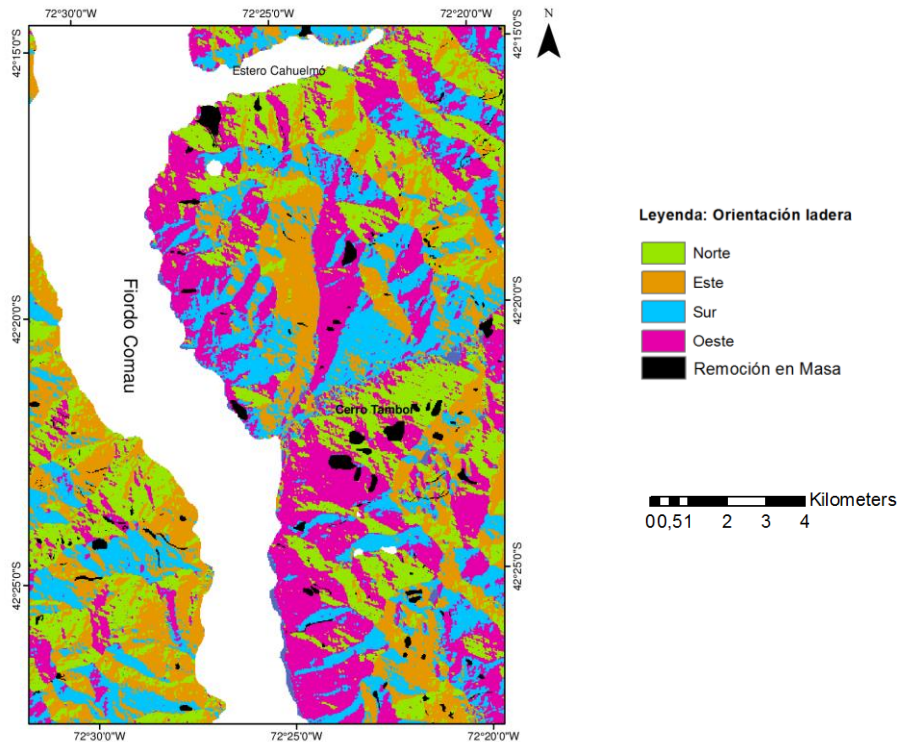 72°30'0"O
72°25'0"O
72°20'0"O
N
42°15'0"S
42°15'0"S
Estero Cahuelmó
Leyenda: Orientación ladera
Norte
Este
Sur
Oeste
Remoción en Masa
Fiordo Comau
42°20'0"S
42°20'0"S
Cerro Tambor
Kilometers
0 0,5 1 2 3 4
42°25'0"S
42°25'0"S
72°30'0"O
72°25'0"O
72°20'0"O